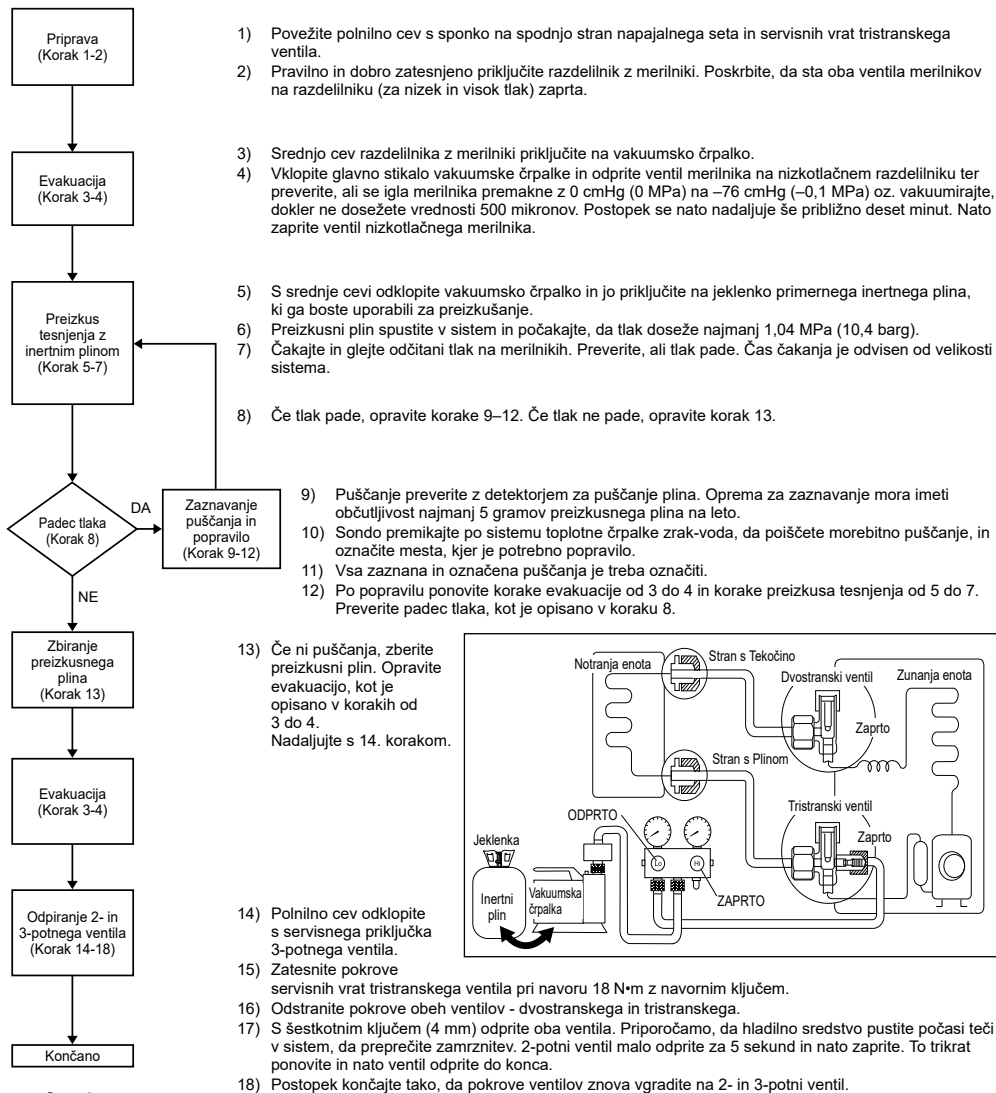 Priprava
(Korak 1-2)
1) Povežite polnilno cev s sponko na spodnjo stran napajalnega seta in servisnih vrat tristranskega
ventila.
2) Pravilno in dobro zatesnjeno priključite razdelilnik z merilniki. Poskrbite, da sta oba ventila merilnikov
na razdelilniku (za nizek in visok tlak) zaprta.
Evakuacija
(Korak 3-4)
3) Srednjo cev razdelilnika z merilniki priključite na vakuumsko črpalko.
4) Vklopite glavno stikalo vakuumske črpalke in odprite ventil merilnika na nizkotlačnem razdelilniku ter
preverite, ali se igla merilnika premakne z 0 cmHg (0 MPa) na –76 cmHg (–0,1 MPa) oz. vakuumirajte,
dokler ne dosežete vrednosti 500 mikronov. Postopek se nato nadaljuje še približno deset minut. Nato
zaprite ventil nizkotlačnega merilnika.
Preizkus
tesnjenja z
inertnim plinom
(Korak 5-7)
5) S srednje cevi odklopite vakuumsko črpalko in jo priključite na jeklenko primernega inertnega plina,
ki ga boste uporabili za preizkušanje.
6) Preizkusni plin spustite v sistem in počakajte, da tlak doseže najmanj 1,04 MPa (10,4 barg).
7) Čakajte in glejte odčitani tlak na merilnikih. Preverite, ali tlak pade. Čas čakanja je odvisen od velikosti
sistema.
8) Če tlak pade, opravite korake 9–12. Če tlak ne pade, opravite korak 13.
Padec tlaka
(Korak 8)
DA
NE
Zaznavanje
puščanja in
popravilo
(Korak 9-12)
9) Puščanje preverite z detektorjem za puščanje plina. Oprema za zaznavanje mora imeti
občutljivost najmanj 5 gramov preizkusnega plina na leto.
10) Sondo premikajte po sistemu toplotne črpalke zrak-voda, da poiščete morebitno puščanje, in
označite mesta, kjer je potrebno popravilo.
11) Vsa zaznana in označena puščanja je treba označiti.
12) Po popravilu ponovite korake evakuacije od 3 do 4 in korake preizkusa tesnjenja od 5 do 7.
Preverite padec tlaka, kot je opisano v koraku 8.
Zbiranje
preizkusnega
plina
(Korak 13)
13) Če ni puščanja, zberite
preizkusni plin. Opravite
evakuacijo, kot je
opisano v korakih od
3 do 4.
Nadaljujte s 14. korakom.
Notranja enota
Stran s Tekočino
Dvostranski ventil
Zunanja enota
Zaprto
Stran s Plinom
Tristranski ventil
Zaprto
ODPRTO
Lo
Hi
ZAPRTO
Jeklenka
Inertni
plin
Vakuumska
črpalka
Evakuacija
(Korak 3-4)
Odpiranje 2- in
3-potnega ventila
(Korak 14-18)
Končano
14) Polnilno cev odklopite
s servisnega priključka
3-potnega ventila.
15) Zatesnite pokrove
servisnih vrat tristranskega ventila pri navoru 18 N•m z navornim ključem.
16) Odstranite pokrove obeh ventilov - dvostranskega in tristranskega.
17) S šestkotnim ključem (4 mm) odprite oba ventila. Priporočamo, da hladilno sredstvo pustite počasi teči
v sistem, da preprečite zamrznitev. 2-potni ventil malo odprite za 5 sekund in nato zaprite. To trikrat
ponovite in nato ventil odprite do konca.
18) Postopek končajte tako, da pokrove ventilov znova vgradite na 2- in 3-potni ventil.